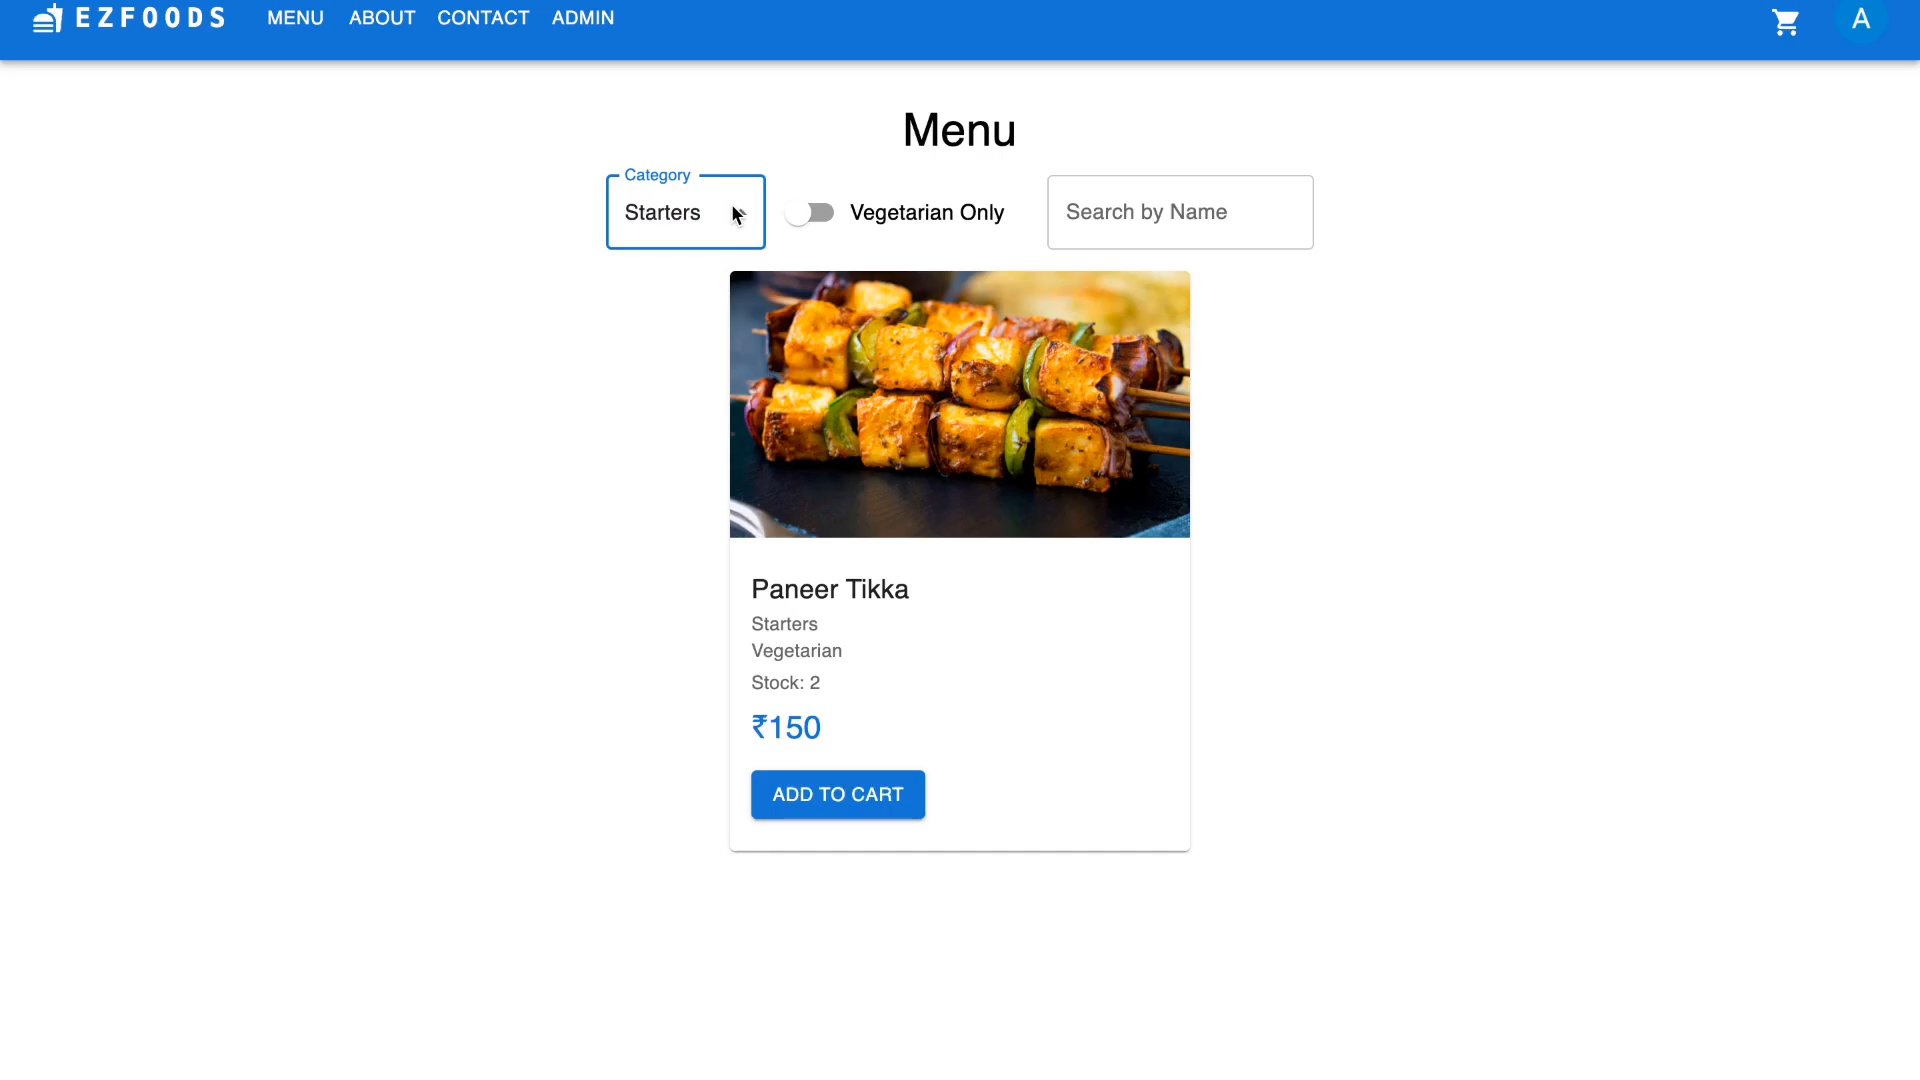 EZFOODS MENU ABOUT CONTACT ADMIN A
Menu
Category
Starters Vegetarian Only Search by Name
Paneer Tikka
Starters
Vegetarian
Stock: 2
₹150
ADD TO CART